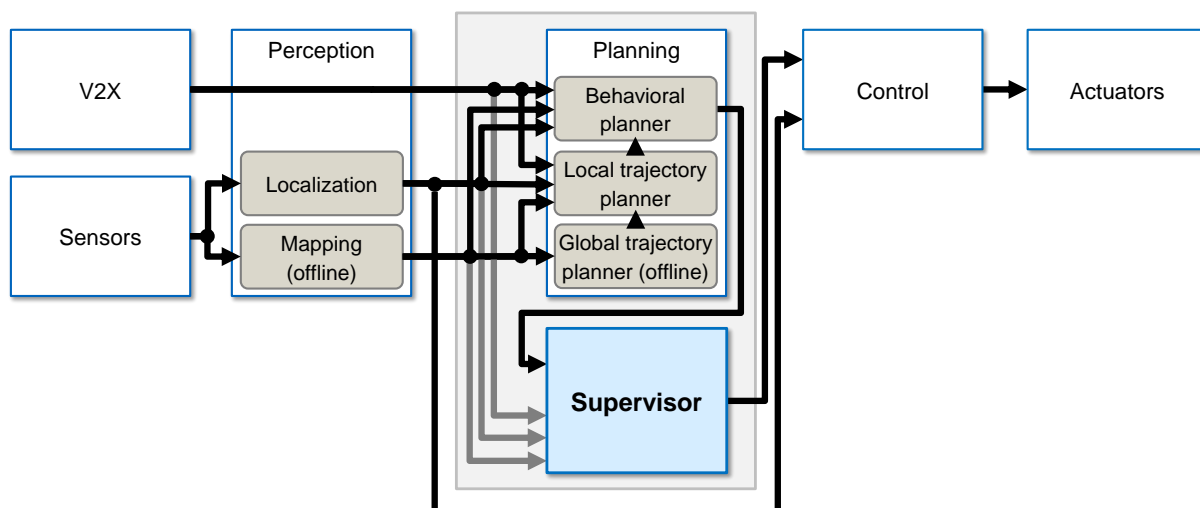 V2X
Sensors
Perception
Localization
Mapping
(offline)
Planning
Behavioral
planner
Local trajectory
planner
Global trajectory
planner (offline)
Supervisor
Control
Actuators